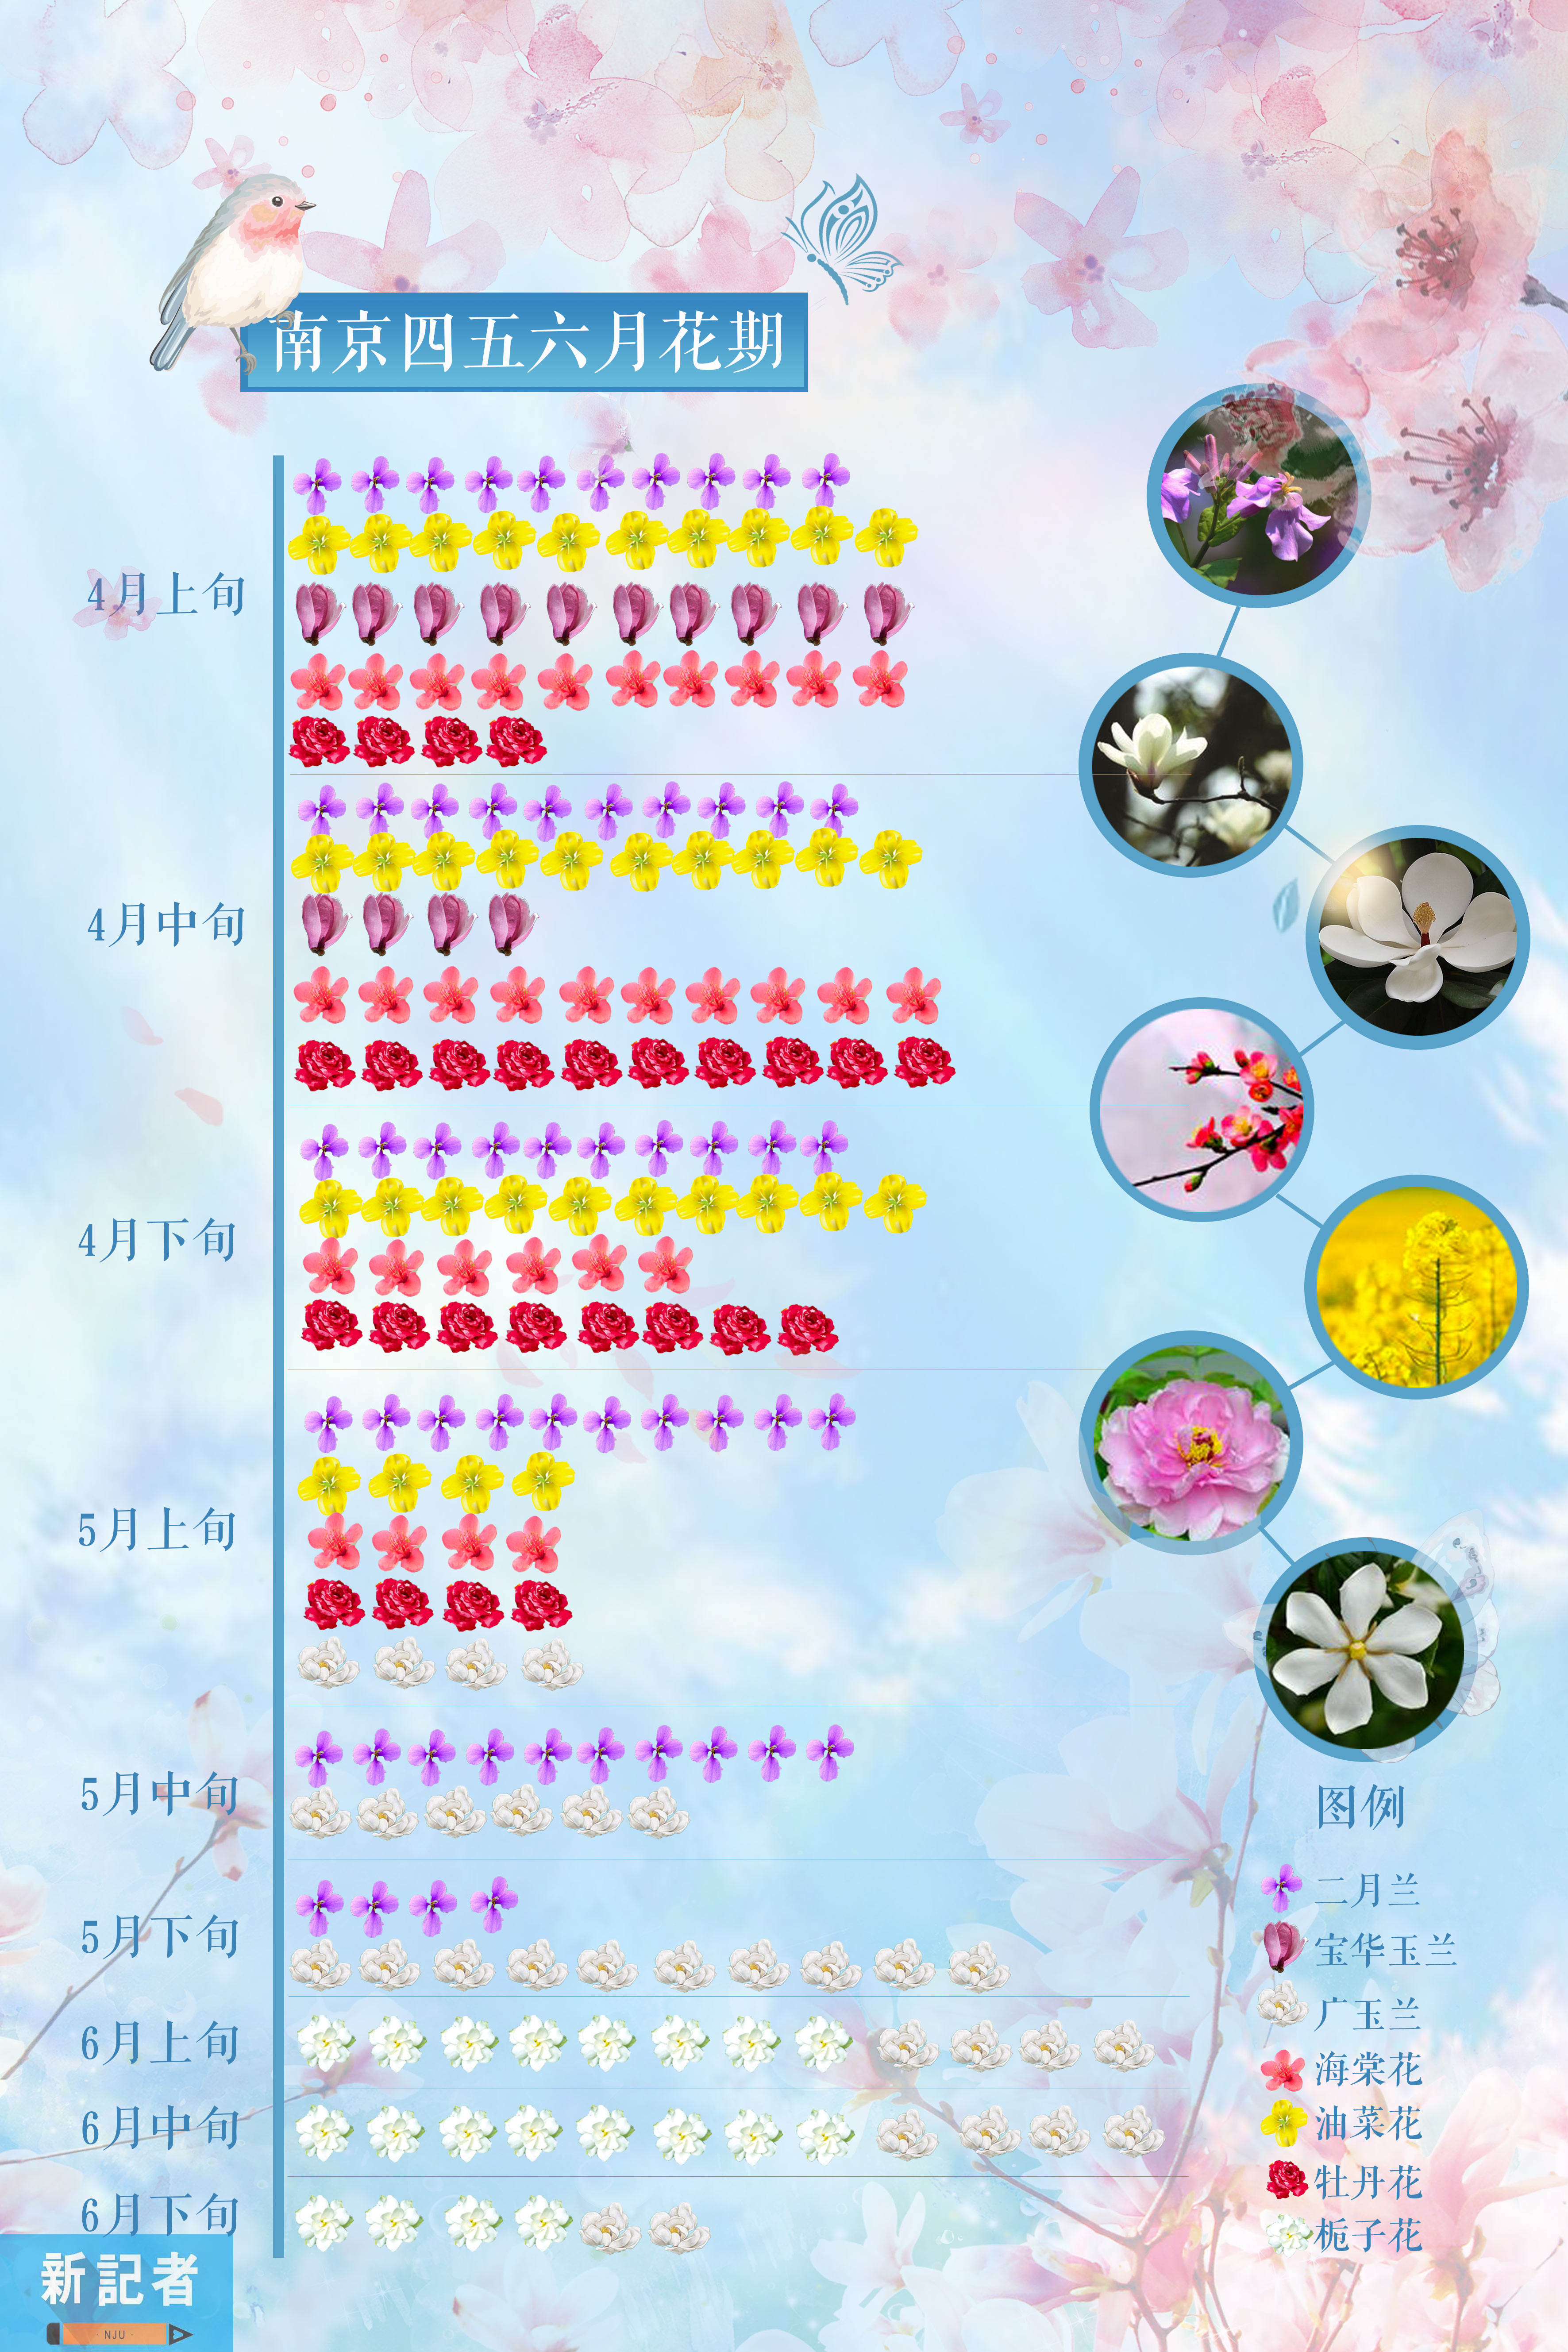 南京四五六月花期
4月上旬
4月中旬
4月下旬
5月上旬
5月中旬
5月下旬
6月上旬
6月中旬
6月下旬
图例
二月兰
宝华玉兰
广玉兰
海棠花
油菜花
牡丹花
栀子花
新記者
· NJU ·